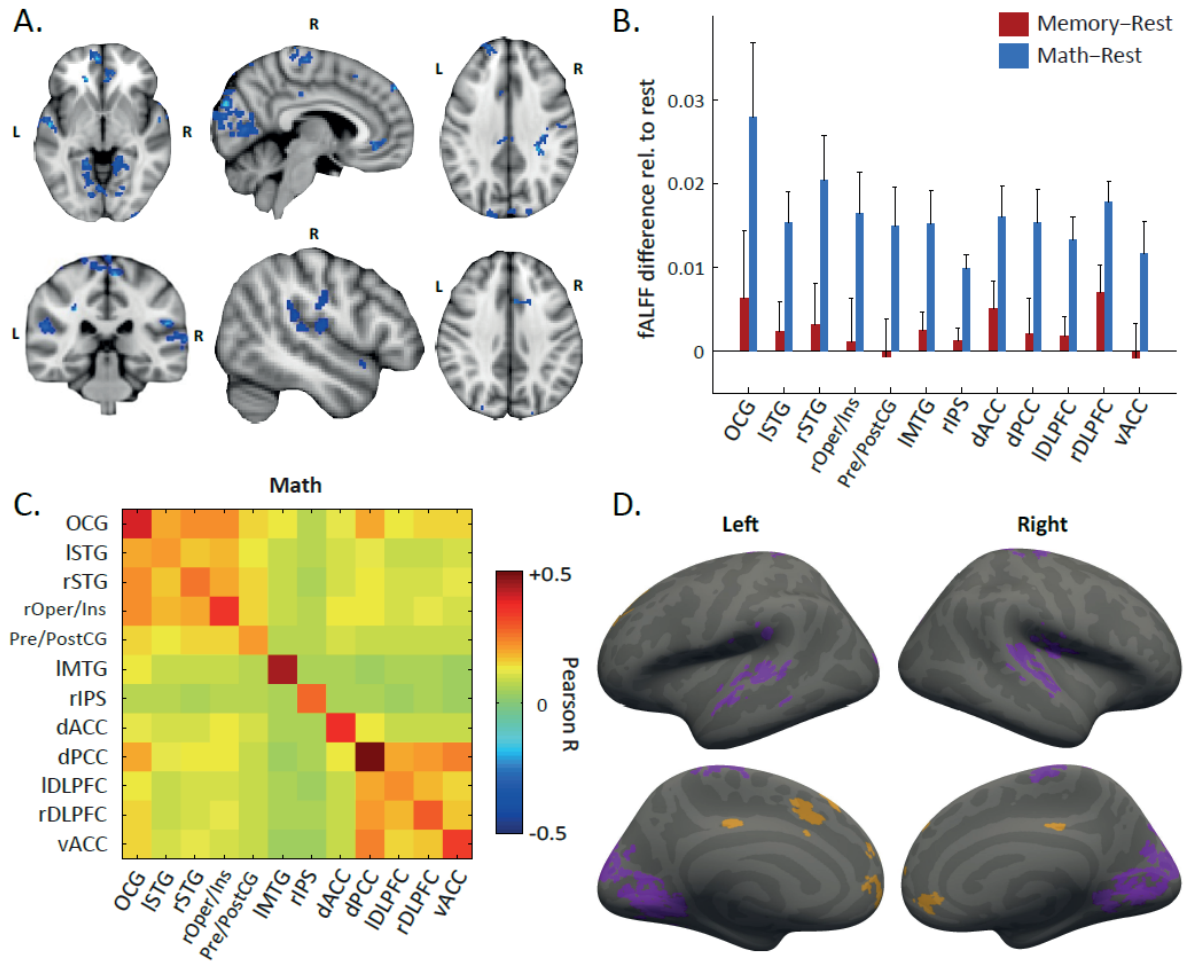 A.
R
L
R
L
R
L
R
R
L
R
B.
Memory–Rest
Math–Rest
fALFF difference rel. to rest
0.03
0.02
0.01
0
OCG
lSTG
rSTG
rOper/Ins
Pre/PostCG
lMTG
rIPS
dACC
dPCC
lDLPFC
rDLPFC
vACC
C.
Math
OCG
lSTG
rSTG
rOper/Ins
Pre/PostCG
lMTG
rIPS
dACC
dPCC
lDLPFC
rDLPFC
vACC
OCG
lSTG
rSTG
rOper/Ins
Pre/PostCG
lMTG
rIPS
dACC
dPCC
lDLPFC
rDLPFC
vACC
+0.5
0
-0.5
Pearson R
D.
Left
Right